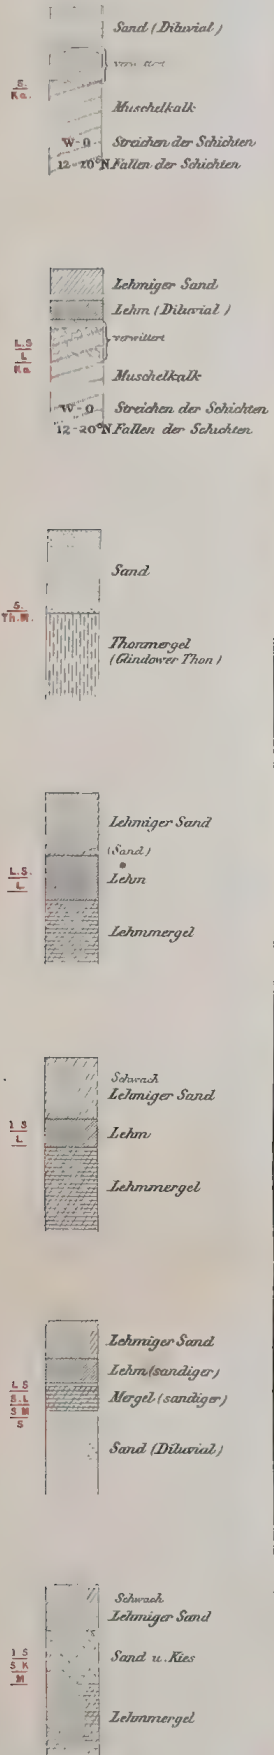 Sand (Diluvial)
S.
Ka.
Muschelkalk
W-O Streichen der Schichten
12-20°N Fallen der Schichten
Lehmiger Sand
Lehm (Diluvial)
L.S
L
Ka.
verwittert
Muschelkalk
W-O Streichen der Schichten
12-20°N Fallen der Schichten
Sand
S.
Th.M.
Thonmergel
(Glindower Thon)
Lehmiger Sand
(Sand)
L.S.
L
Lehm
Lehmmergel
Schwach
Lehmiger Sand
l S
L
Lehm
Lehmmergel
Lehmiger Sand
Lehm (sandiger)
L S
S.L
S M
S
Mergel (sandiger)
Sand (Diluvial)
Schwach
Lehmiger Sand
l S
S K
M
Sand u. Kies
Lehmmergel